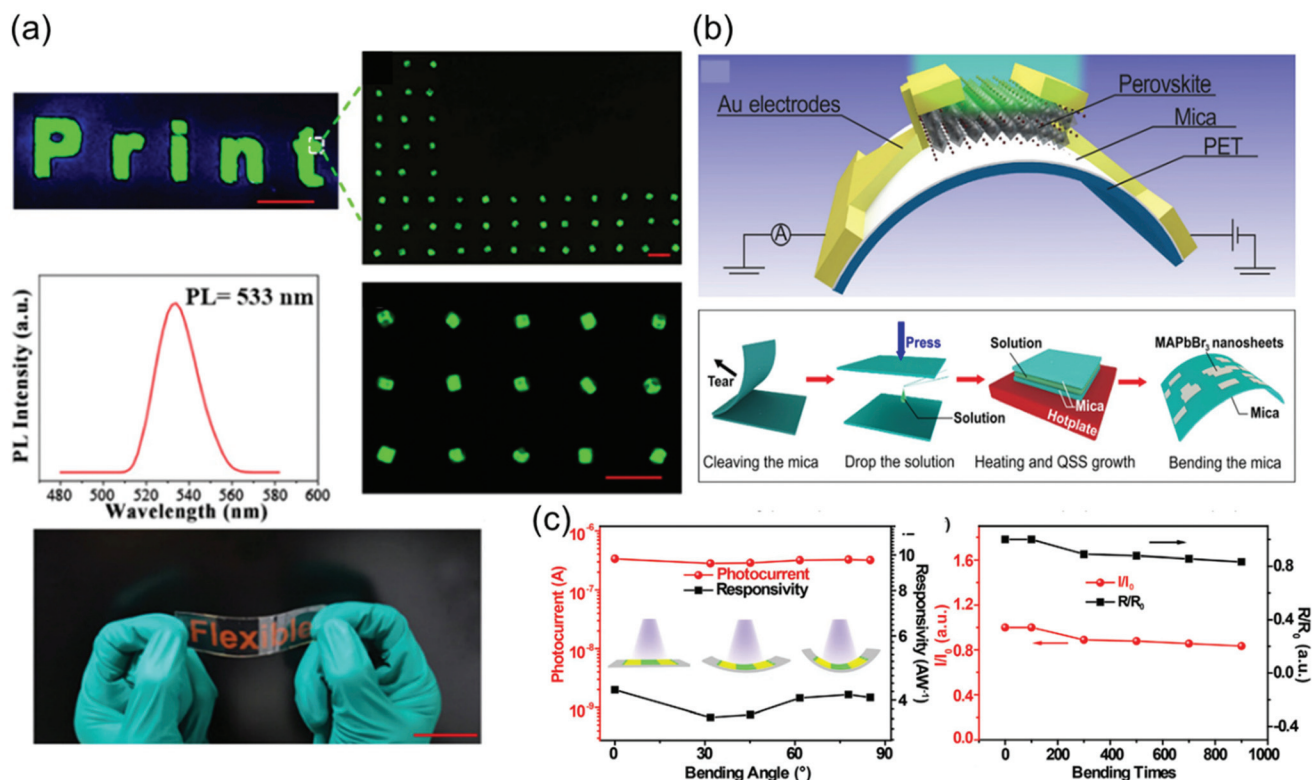 (a)
Print
PL= 533 nm
PL Intensity (a.u.)
480 500 520 540 560 580 600
Wavelength (nm)
Flexible
(b)
Au electrodes
Perovskite
Mica
PET
A
Tear
Press
Solution
Solution
Mica
Hotplate
MAPbBr₃ nanosheets
Mica
Cleaving the mica
Drop the solution
Heating and QSS growth
Bending the mica
(c)
Photocurrent (A)
10⁻⁶
10⁻⁷
10⁻⁸
10⁻⁹
Photocurrent
Responsivity
10
8
6
4
Responsivity (AW⁻¹)
0 30 60 90
Bending Angle (°)
)
I/I₀ (a.u.)
1.6
1.2
0.8
0.4
0.0
I/I₀
R/R₀
0.8
0.4
0.0
-0.4
R/R₀ (a.u.)
0 200 400 600 800 1000
Bending Times